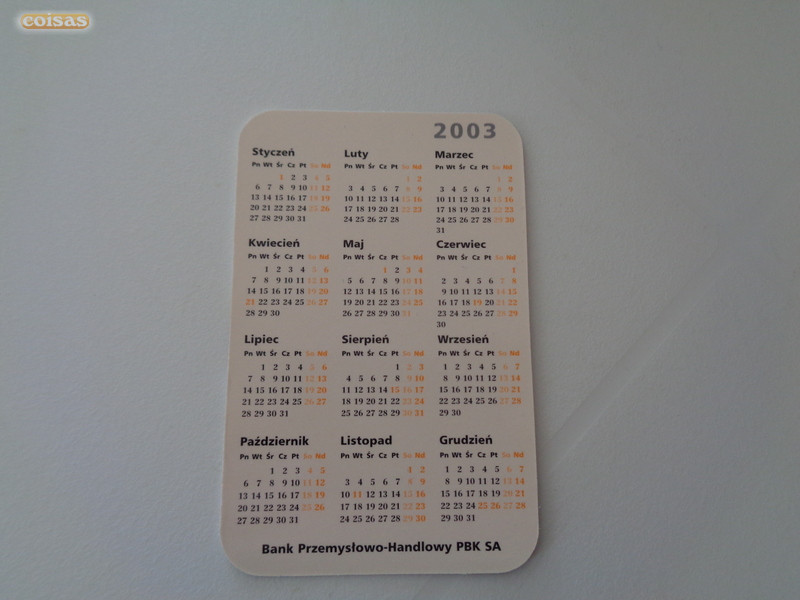 coisas
2003
Styczeń Luty Marzec
Pn Wt Śr Cz Pt So Nd Pn Wt Śr Cz Pt So Nd Pn Wt Śr Cz Pt So Nd
1 2 3 4 5 1 2 1 2
6 7 8 9 10 11 12 3 4 5 6 7 8 9 3 4 5 6 7 8 9
13 14 15 16 17 18 19 10 11 12 13 14 15 16 10 11 12 13 14 15 16
20 21 22 23 24 25 26 17 18 19 20 21 22 23 17 18 19 20 21 22 23
27 28 29 30 31 24 25 26 27 28 24 25 26 27 28 29 30
31
Kwiecień Maj Czerwiec
Pn Wt Śr Cz Pt So Nd Pn Wt Śr Cz Pt So Nd Pn Wt Śr Cz Pt So Nd
1 2 3 4 5 6 1 2 3 4 1
7 8 9 10 11 12 13 5 6 7 8 9 10 11 2 3 4 5 6 7 8
14 15 16 17 18 19 20 12 13 14 15 16 17 18 9 10 11 12 13 14 15
21 22 23 24 25 26 27 19 20 21 22 23 24 25 16 17 18 19 20 21 22
28 29 30 26 27 28 29 30 31 23 24 25 26 27 28 29
30
Lipiec Sierpień Wrzesień
Pn Wt Śr Cz Pt So Nd Pn Wt Śr Cz Pt So Nd Pn Wt Śr Cz Pt So Nd
1 2 3 4 5 6 1 2 3 1 2 3 4 5 6 7
7 8 9 10 11 12 13 4 5 6 7 8 9 10 8 9 10 11 12 13 14
14 15 16 17 18 19 20 11 12 13 14 15 16 17 15 16 17 18 19 20 21
21 22 23 24 25 26 27 18 19 20 21 22 23 24 22 23 24 25 26 27 28
28 29 30 31 25 26 27 28 29 30 31 29 30
Październik Listopad Grudzień
Pn Wt Śr Cz Pt So Nd Pn Wt Śr Cz Pt So Nd Pn Wt Śr Cz Pt So Nd
1 2 3 4 5 1 2 1 2 3 4 5 6 7
6 7 8 9 10 11 12 3 4 5 6 7 8 9 8 9 10 11 12 13 14
13 14 15 16 17 18 19 10 11 12 13 14 15 16 15 16 17 18 19 20 21
20 21 22 23 24 25 26 17 18 19 20 21 22 23 22 23 24 25 26 27 28
27 28 29 30 31 24 25 26 27 28 29 30 29 30 31
Bank Przemysłowo-Handlowy PBK SA